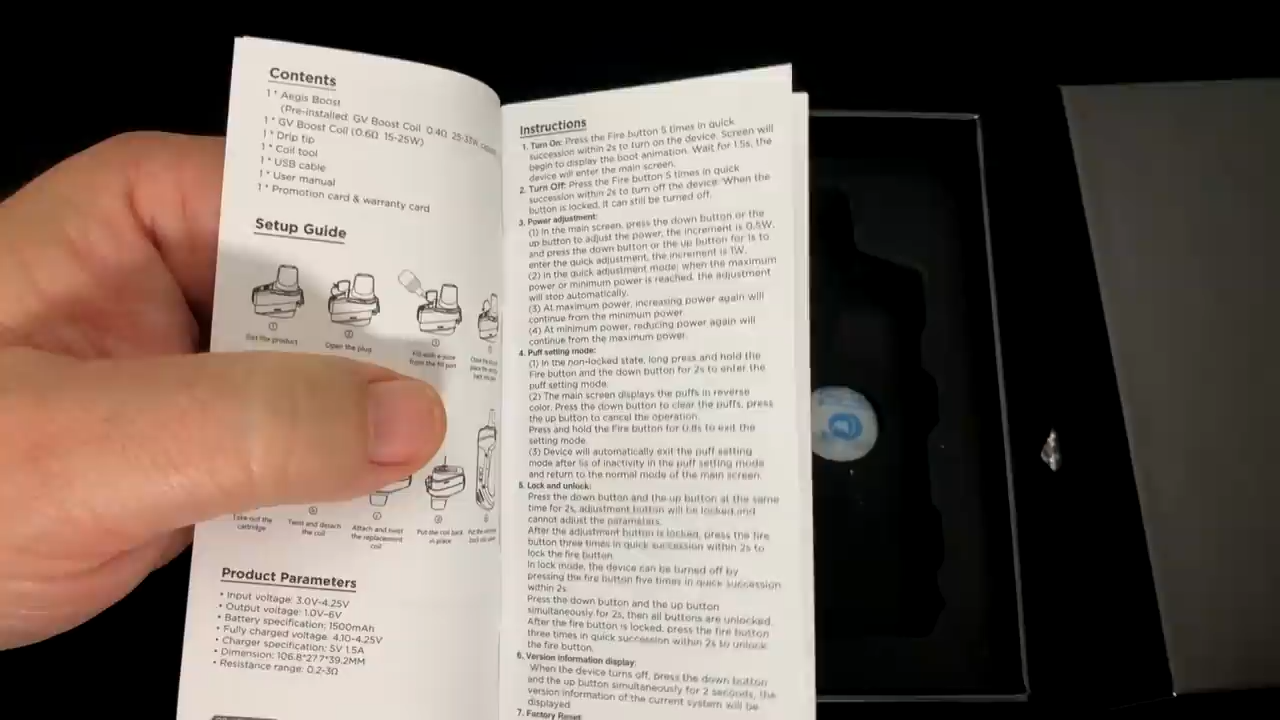 Contents
1 * Aegis Boost
(Pre-installed: GV Boost Coil 0.4Ω 25-33W
1 * GV Boost Coil (0.6Ω 15-25W)
1 * Drip tip
1 * Coil tool
1 * USB cable
1 * User manual
1 * Promotion card & warranty card
Setup Guide
① ② ③
Get the product
Open the plug
Fill with e-juice
from the fill port
Take out the
cartridge
Twist and detach
the coil
Attach and twist
the replacement
coil
Put the coil back
in place
Product Parameters
• Input voltage: 3.0V-4.25V
• Output voltage: 1.0V-6V
• Battery specification: 1500mAh
• Fully charged voltage: 4.10-4.25V
• Charger specification: 5V 1.5A
• Dimension: 106.8*27.7*39.2MM
• Resistance range: 0.2-3Ω
Instructions
1. Turn On: Press the Fire button 5 times in quick
succession within 2s to turn on the device. Screen will
begin to display the boot animation. Wait for 1.5s, the
device will enter the main screen.
2. Turn Off: Press the Fire button 5 times in quick
succession within 2s to turn off the device. When the
button is locked, it can still be turned off.
3. Power adjustment:
(1) In the main screen, press the down button or the
up button to adjust the power, the increment is 0.5W,
and press the down button or the up button for 1s to
enter the quick adjustment, the increment is 1W.
(2) In the quick adjustment mode, when the maximum
power or minimum power is reached, the adjustment
will stop automatically.
(3) At maximum power, increasing power again will
continue from the minimum power.
(4) At minimum power, reducing power again will
continue from the maximum power.
4. Puff setting mode:
(1) In the non-locked state, long press and hold the
Fire button and the down button for 2s to enter the
puff setting mode.
(2) The main screen displays the puffs in reverse
color. Press the down button to clear the puffs, press
the up button to cancel the operation.
Press and hold the Fire button for 0.8s to exit the
setting mode.
(3) Device will automatically exit the puff setting
mode after 5s of inactivity in the puff setting mode
and return to the normal mode of the main screen.
5. Lock and unlock:
Press the down button and the up button at the same
time for 2s, adjustment button will be locked and
cannot adjust the parameters.
After the adjustment button is locked, press the fire
button three times in quick succession within 2s to
lock the fire button.
In lock mode, the device can be turned off by
pressing the fire button five times in quick succession
within 2s.
Press the down button and the up button
simultaneously for 2s, then all buttons are unlocked.
After the fire button is locked, press the fire button
three times in quick succession within 2s to unlock
the fire button.
6. Version information display:
When the device turns off, press the down button
and the up button simultaneously for 2 seconds, the
version information of the current system will be
displayed.
7. Factory Reset